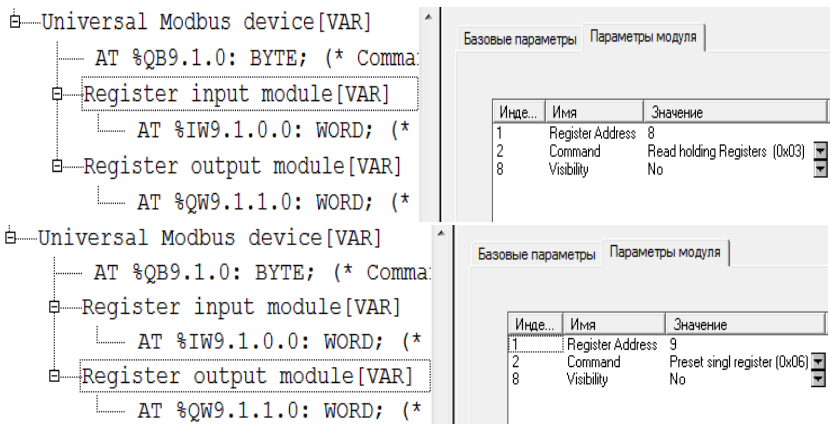 Universal Modbus device[VAR]
AT %QB9.1.0: BYTE; (* Comma
Register input module[VAR]
AT %IW9.1.0.0: WORD; (*
Register output module[VAR]
AT %QW9.1.1.0: WORD; (*
Базовые параметры Параметры модуля
Инде... Имя Значение
1 Register Address 8
2 Command Read holding Registers (0x03)
8 Visibility No
Universal Modbus device[VAR]
AT %QB9.1.0: BYTE; (* Comma
Register input module[VAR]
AT %IW9.1.0.0: WORD; (*
Register output module[VAR]
AT %QW9.1.1.0: WORD; (*
Базовые параметры Параметры модуля
Инде... Имя Значение
1 Register Address 9
2 Command Preset singl register (0x06)
8 Visibility No